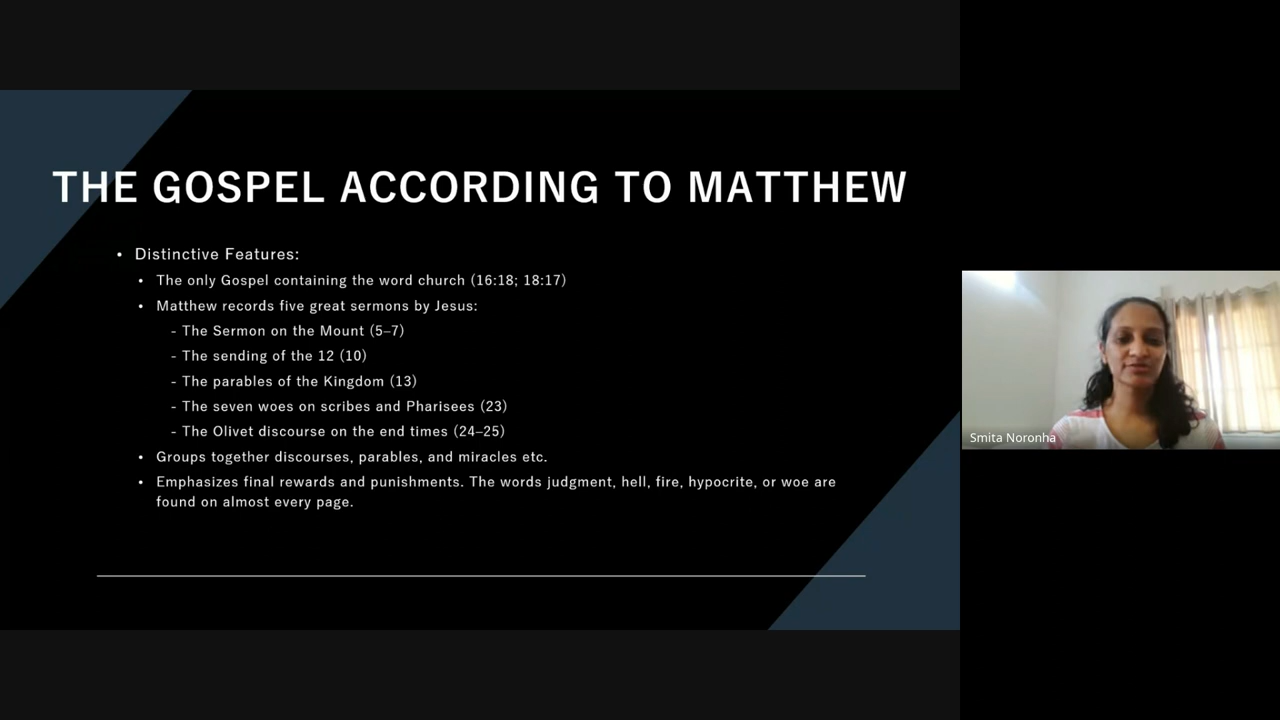 THE GOSPEL ACCORDING TO MATTHEW
• Distinctive Features:
• The only Gospel containing the word church (16:18; 18:17)
• Matthew records five great sermons by Jesus:
- The Sermon on the Mount (5–7)
- The sending of the 12 (10)
- The parables of the Kingdom (13)
- The seven woes on scribes and Pharisees (23)
- The Olivet discourse on the end times (24–25)
• Groups together discourses, parables, and miracles etc.
• Emphasizes final rewards and punishments. The words judgment, hell, fire, hypocrite, or woe are
found on almost every page.
Smita Noronha